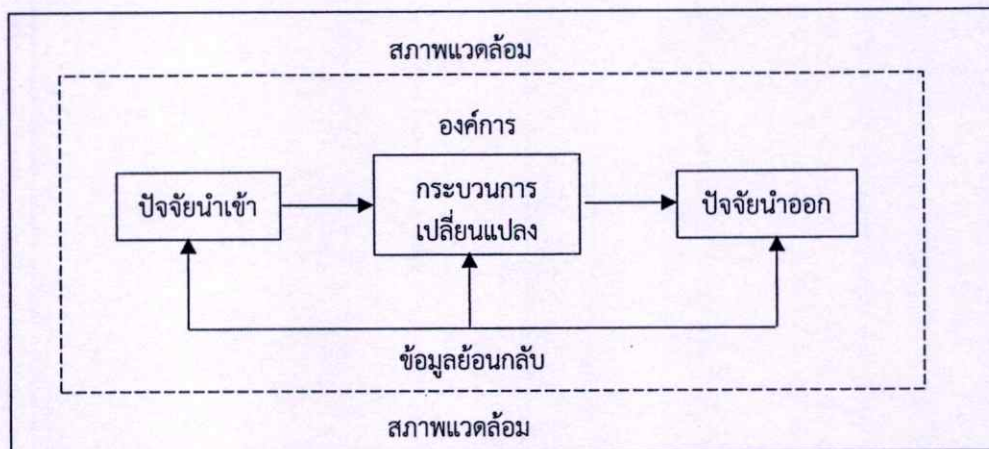 สภาพแวดล้อม
องค์การ
ปัจจัยนำเข้า
กระบวนการ
เปลี่ยนแปลง
ปัจจัยนำออก
ข้อมูลย้อนกลับ
สภาพแวดล้อม